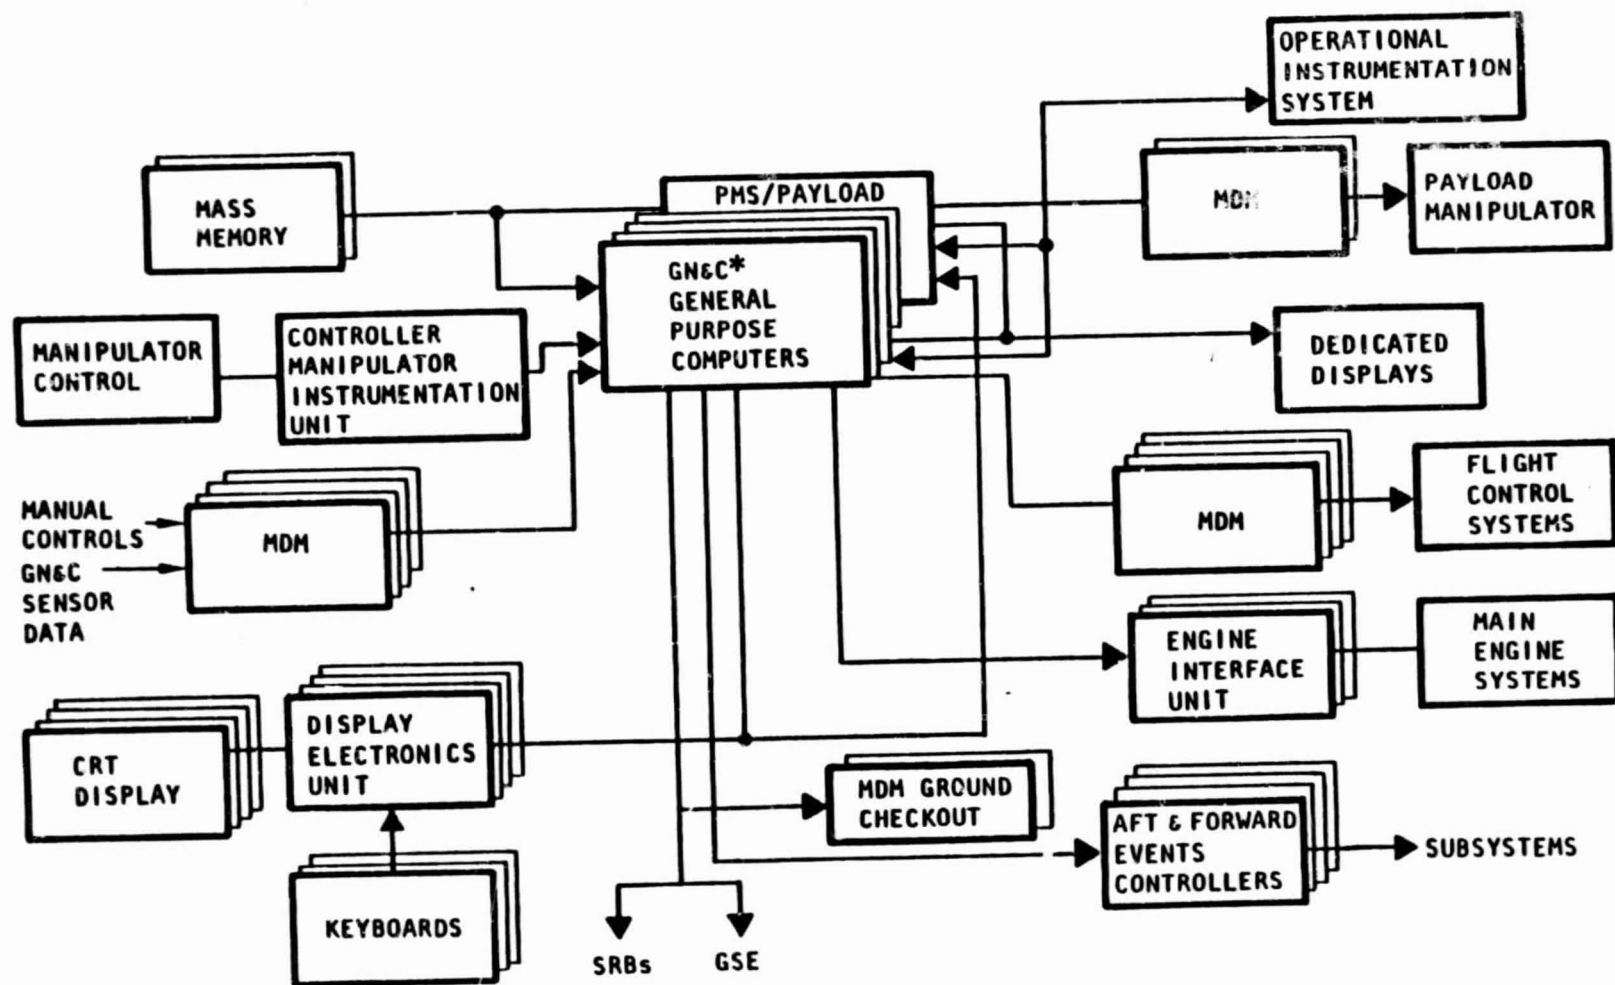 OPERATIONAL
INSTRUMENTATION
SYSTEM
MASS
MEMORY
PMS/PAYLOAD
MDM
PAYLOAD
MANIPULATOR
GN&C*
GENERAL
PURPOSE
COMPUTERS
MANIPULATOR
CONTROL
CONTROLLER
MANIPULATOR
INSTRUMENTATION
UNIT
DEDICATED
DISPLAYS
MANUAL
CONTROLS
GN&C
SENSOR
DATA
MDM
MDM
FLIGHT
CONTROL
SYSTEMS
ENGINE
INTERFACE
UNIT
MAIN
ENGINE
SYSTEMS
CRT
DISPLAY
DISPLAY
ELECTRONICS
UNIT
MDM GROUND
CHECKOUT
AFT & FORWARD
EVENTS
CONTROLLERS
SUBSYSTEMS
KEYBOARDS
SRBs
GSE